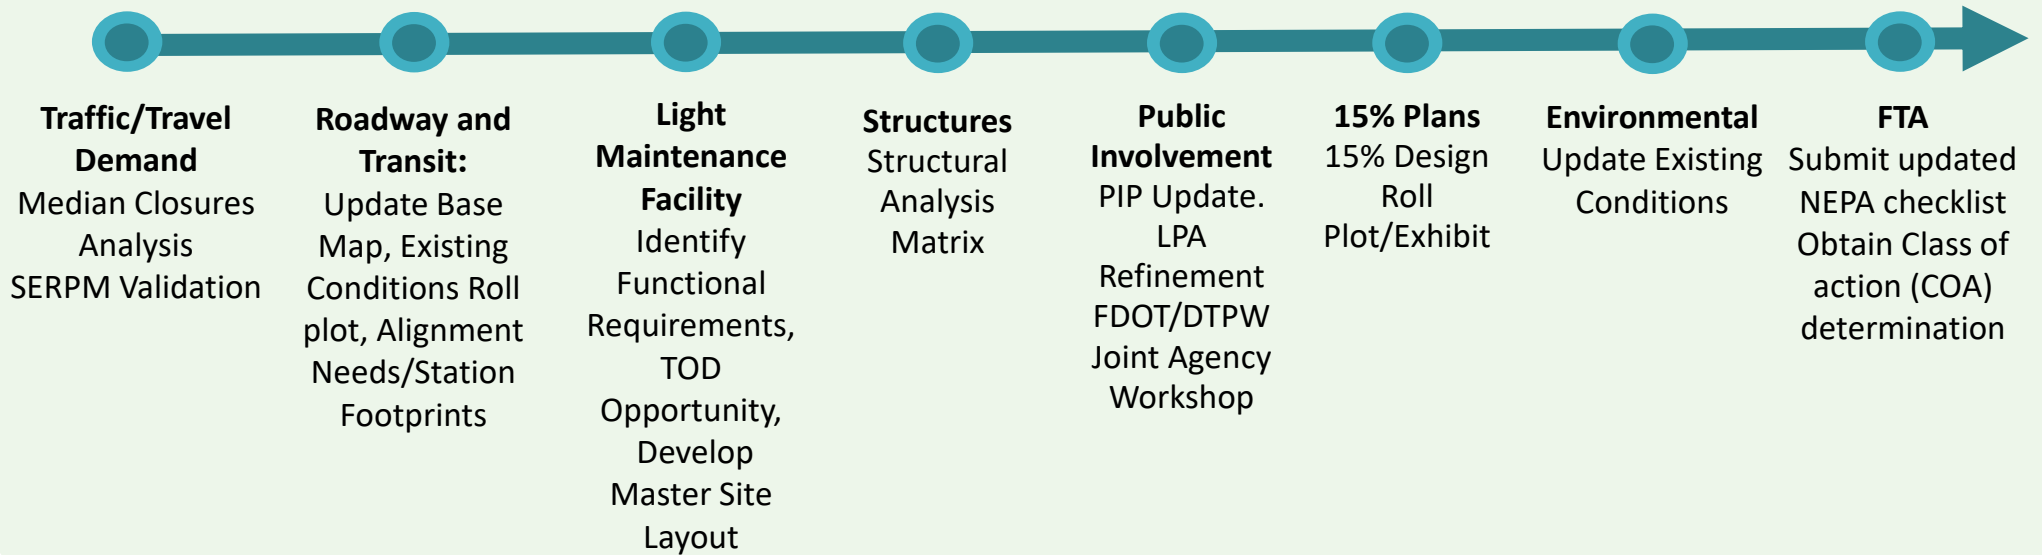 Traffic/Travel
Demand
Median Closures
Analysis
SERPM Validation
Roadway and
Transit:
Update Base
Map, Existing
Conditions Roll
plot, Alignment
Needs/Station
Footprints
Light
Maintenance
Facility
Identify
Functional
Requirements,
TOD
Opportunity,
Develop
Master Site
Layout
Structures
Structural
Analysis
Matrix
Public
Involvement
PIP Update.
LPA
Refinement
FDOT/DTPW
Joint Agency
Workshop
15% Plans
15% Design
Roll
Plot/Exhibit
Environmental
Update Existing
Conditions
FTA
Submit updated
NEPA checklist
Obtain Class of
action (COA)
determination